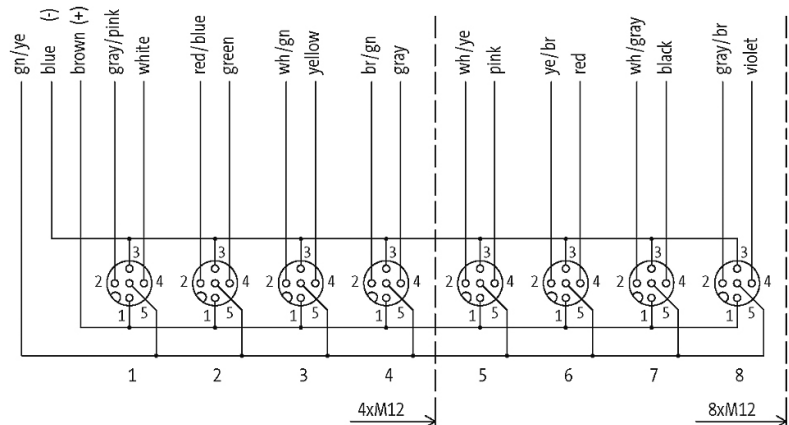 gn/ye
blue (-)
brown (+)
gray/pink
white
red/blue
green
wh/gn
yellow
br/gn
gray
wh/ye
pink
ye/br
red
wh/gray
black
gray/br
violet
3 3 3 3 3 3 3 3
2 4 2 4 2 4 2 4 2 4 2 4 2 4 2 4
1 5 1 5 1 5 1 5 1 5 1 5 1 5 1 5
1 2 3 4 5 6 7 8
4xM12 8xM12